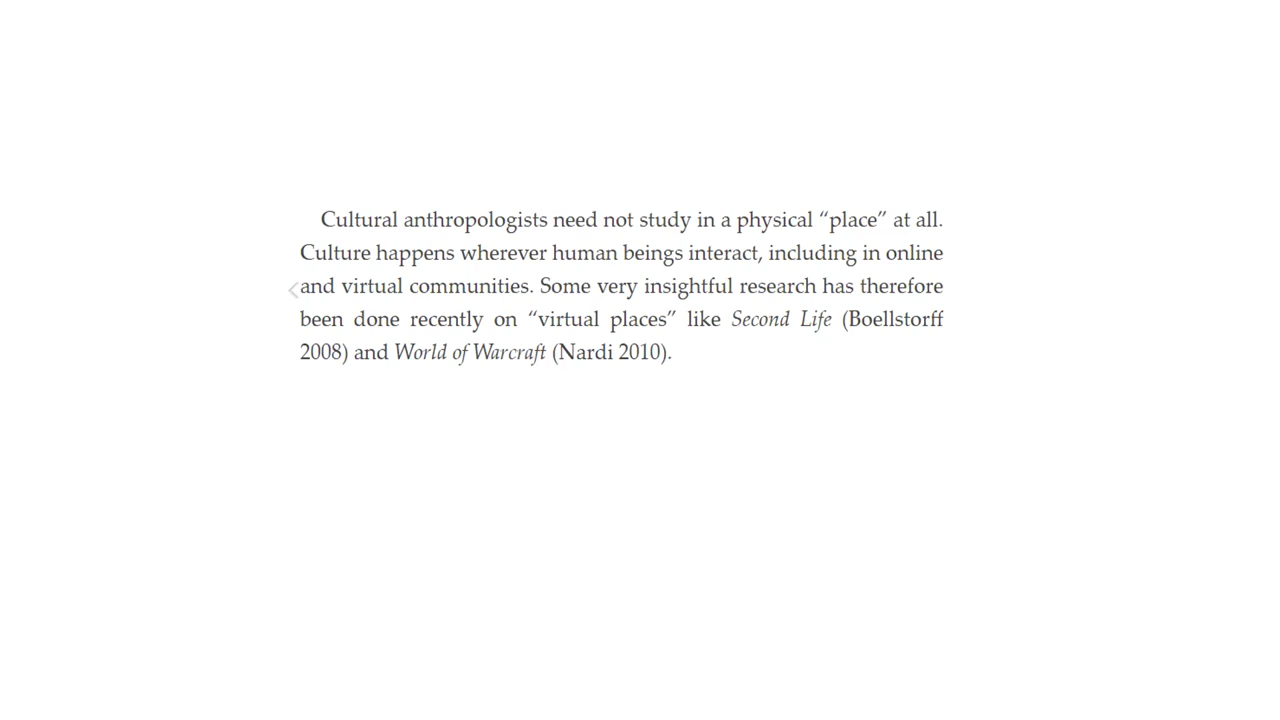 Cultural anthropologists need not study in a physical “place” at all.
Culture happens wherever human beings interact, including in online
and virtual communities. Some very insightful research has therefore
been done recently on “virtual places” like Second Life (Boellstorff
2008) and World of Warcraft (Nardi 2010).